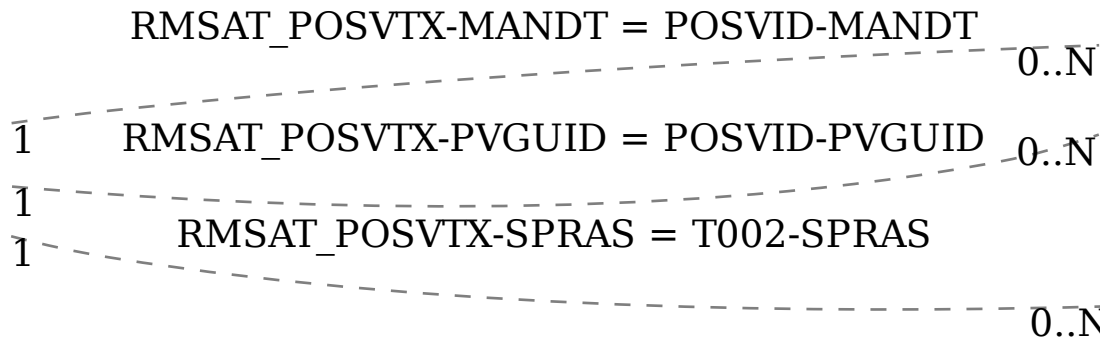 RMSAT_POSVTX-MANDT = POSVID-MANDT
0..N
1
RMSAT_POSVTX-PVGUID = POSVID-PVGUID
0..N
1
RMSAT_POSVTX-SPRAS = T002-SPRAS
1
0..N